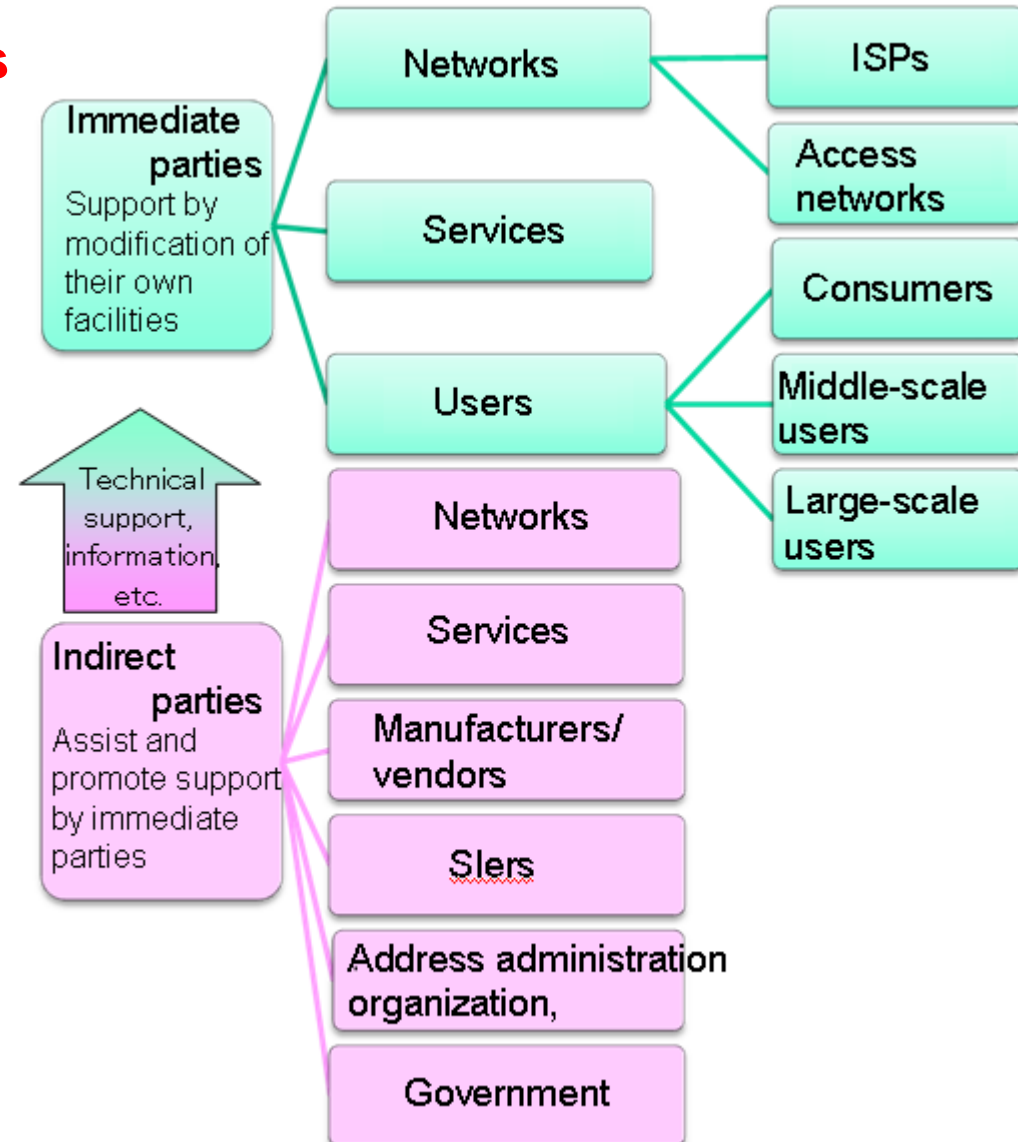 s
Immediate
parties
Support by
modification of
their own
facilities
Networks
ISPs
Access
networks
Services
Users
Consumers
Middle-scale
users
Large-scale
users
Technical
support,
information,
etc.
Indirect
parties
Assist and
promote support
by immediate
parties
Networks
Services
Manufacturers/
vendors
SIers
Address administration
organization,
Government